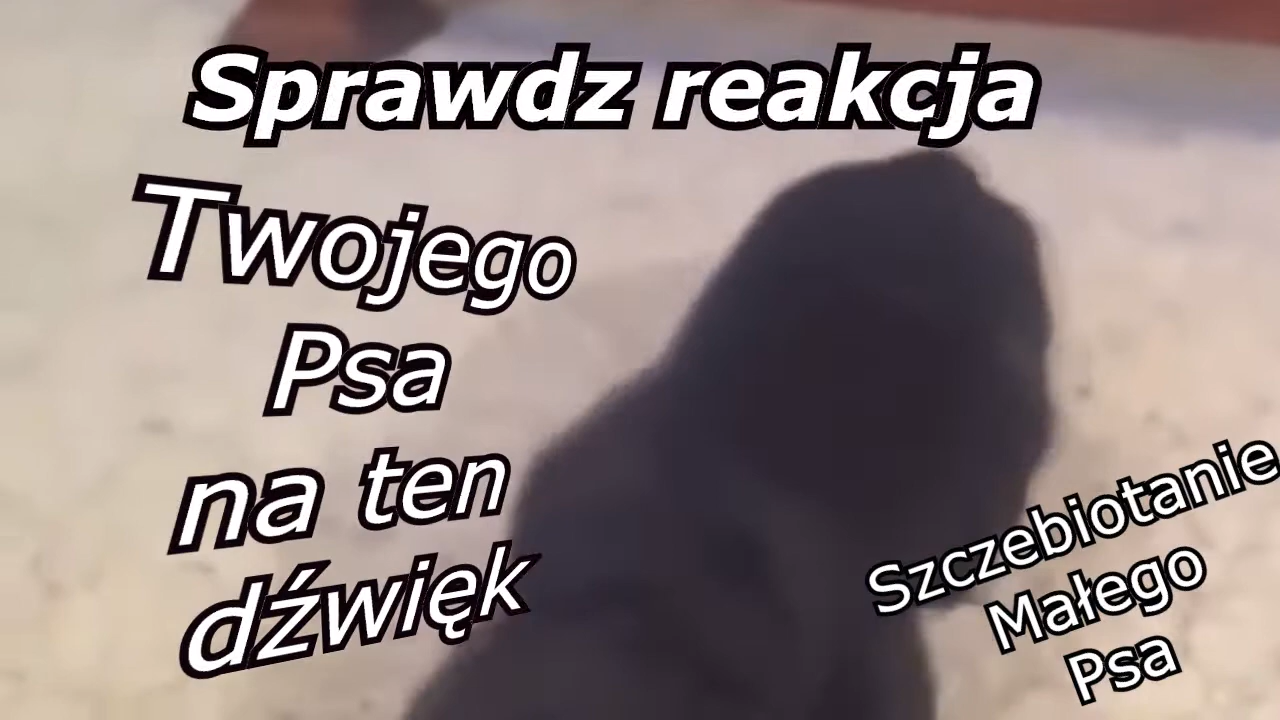 Sprawdz reakcja
Twojego
Psa
na ten
dźwięk
Szczebiotanie
Małego
Psa